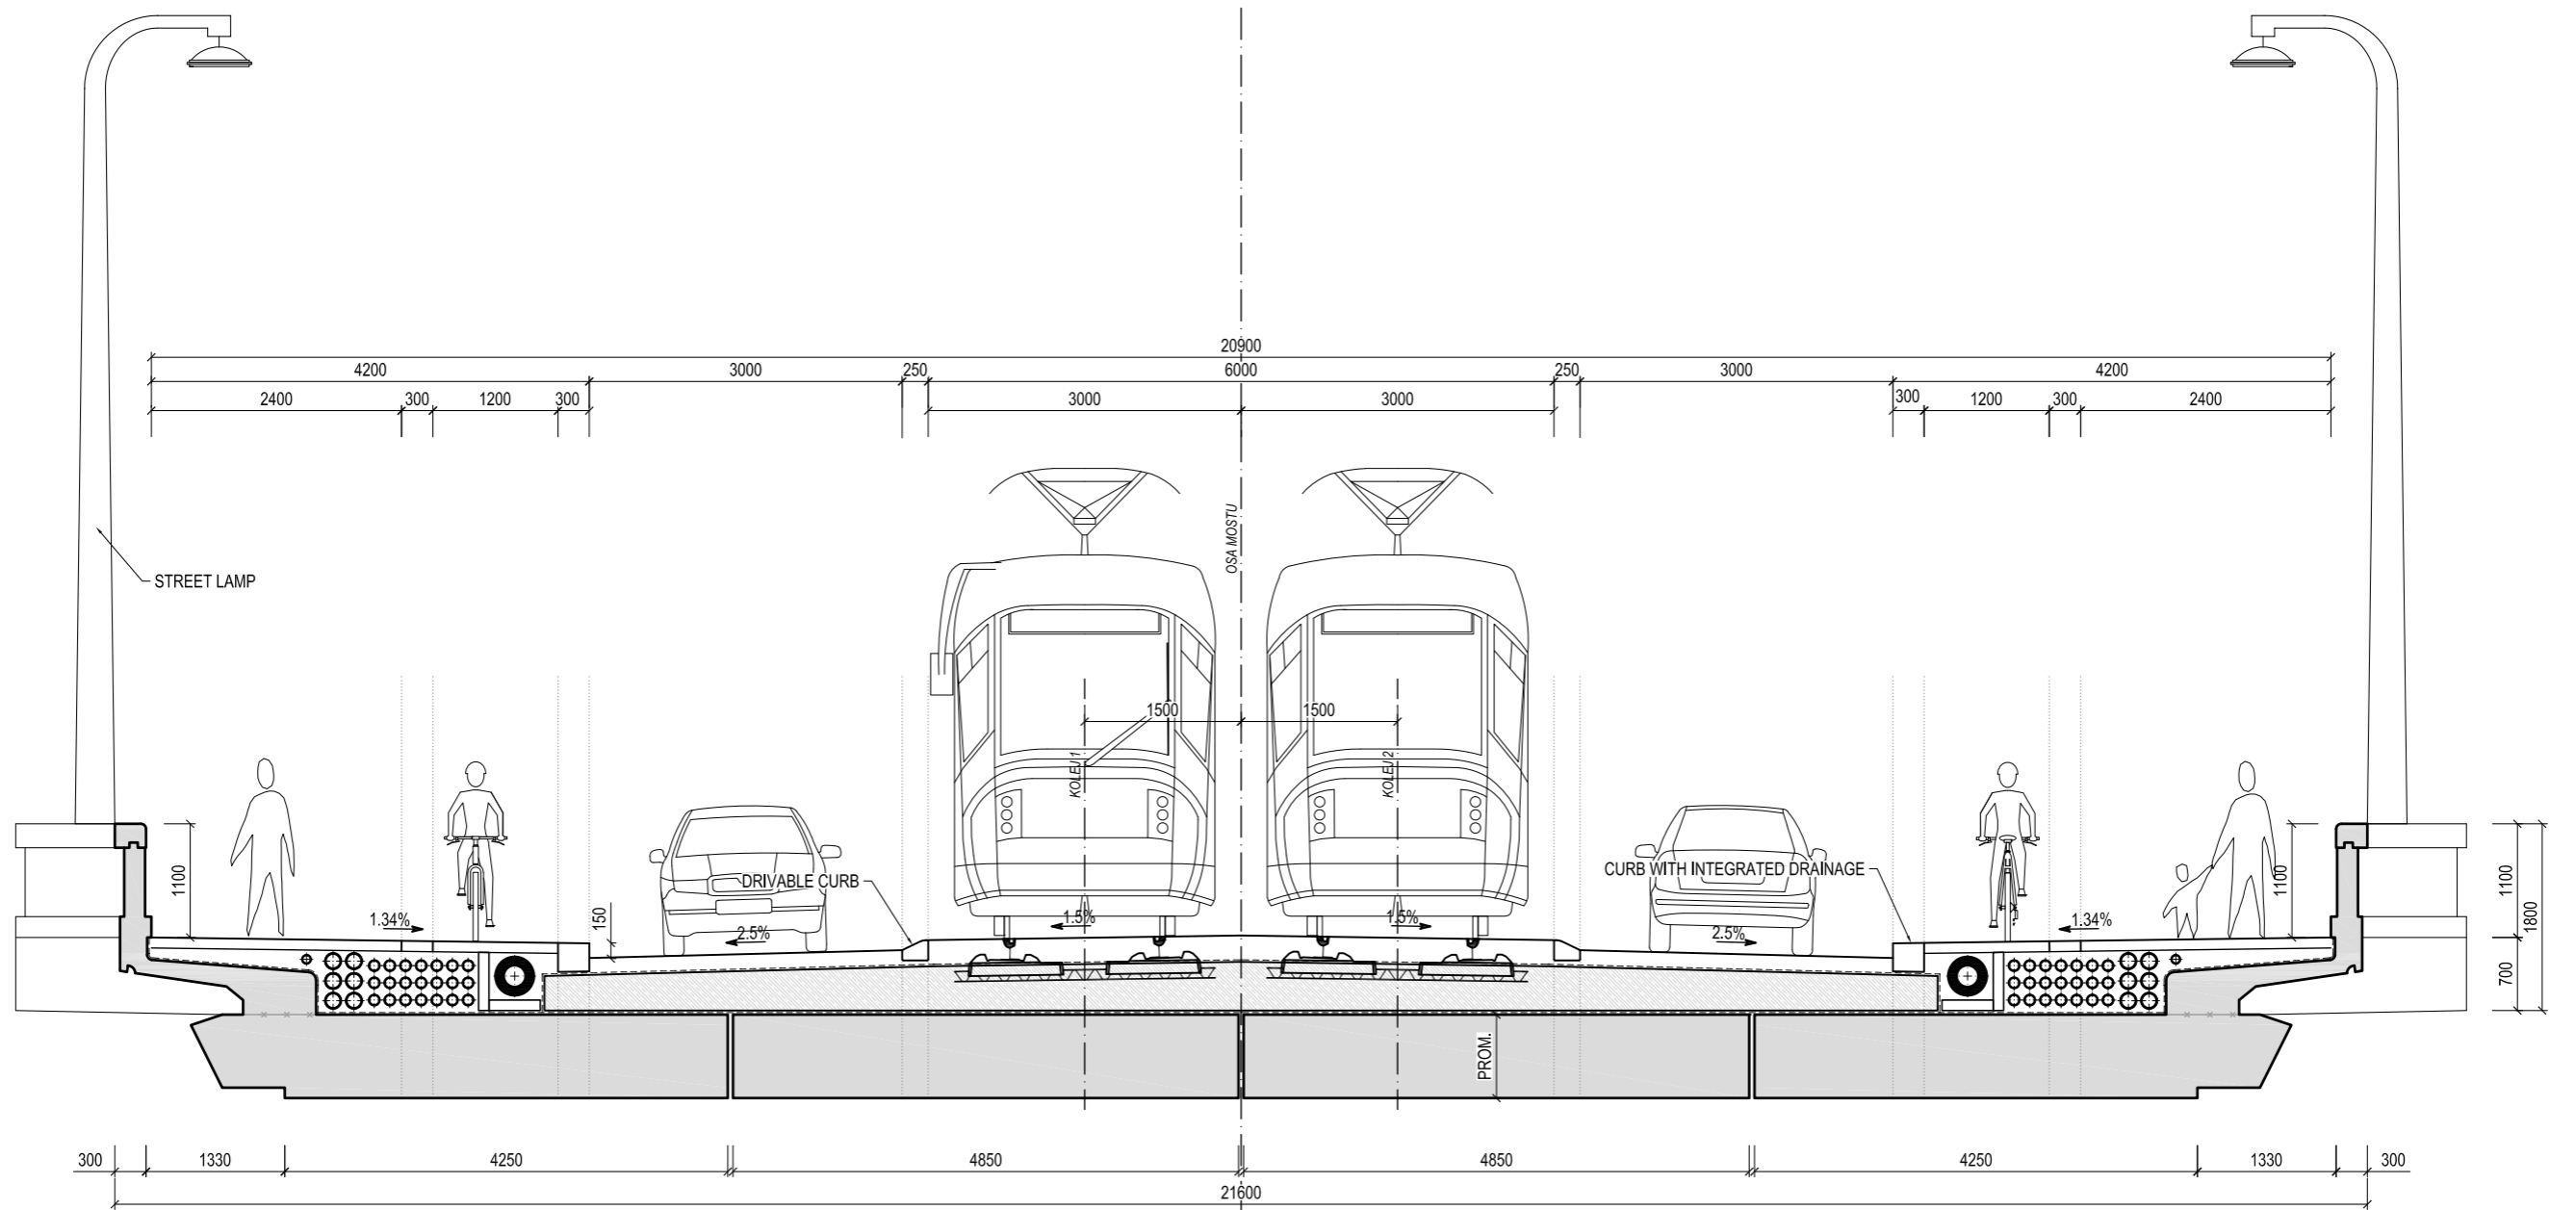 20900
4200 3000 250 6000 250 3000 4200
2400 300 1200 300 3000 3000 300 1200 300 2400
OSA MOSTU
STREET LAMP
1500 1500
KOLEJ 1 KOLEJ 2
DRIVABLE CURB
CURB WITH INTEGRATED DRAINAGE
1100 1100 1100 1800
1.34% 150 2.5% 1.5% 1.5% 2.5% 1.34%
700
PROM.
300 1330 4250 4850 4850 4250 1330 300
21600